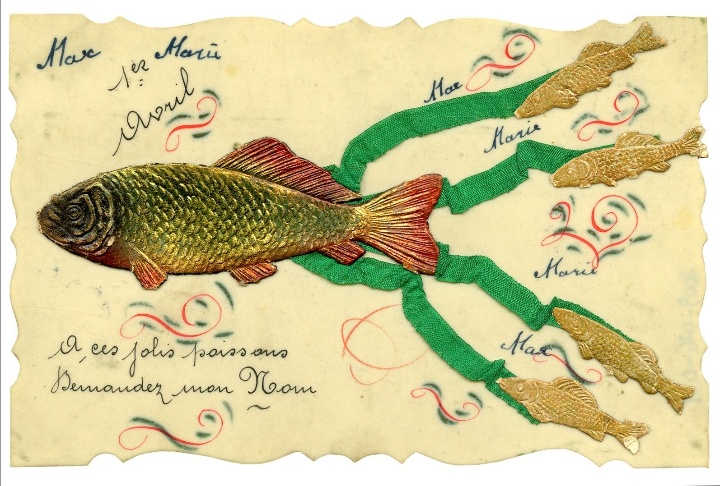 Max Marie
1er
Avril
Max
Marie
Marie
Max
A ces jolis poissons
Demandez mon Nom